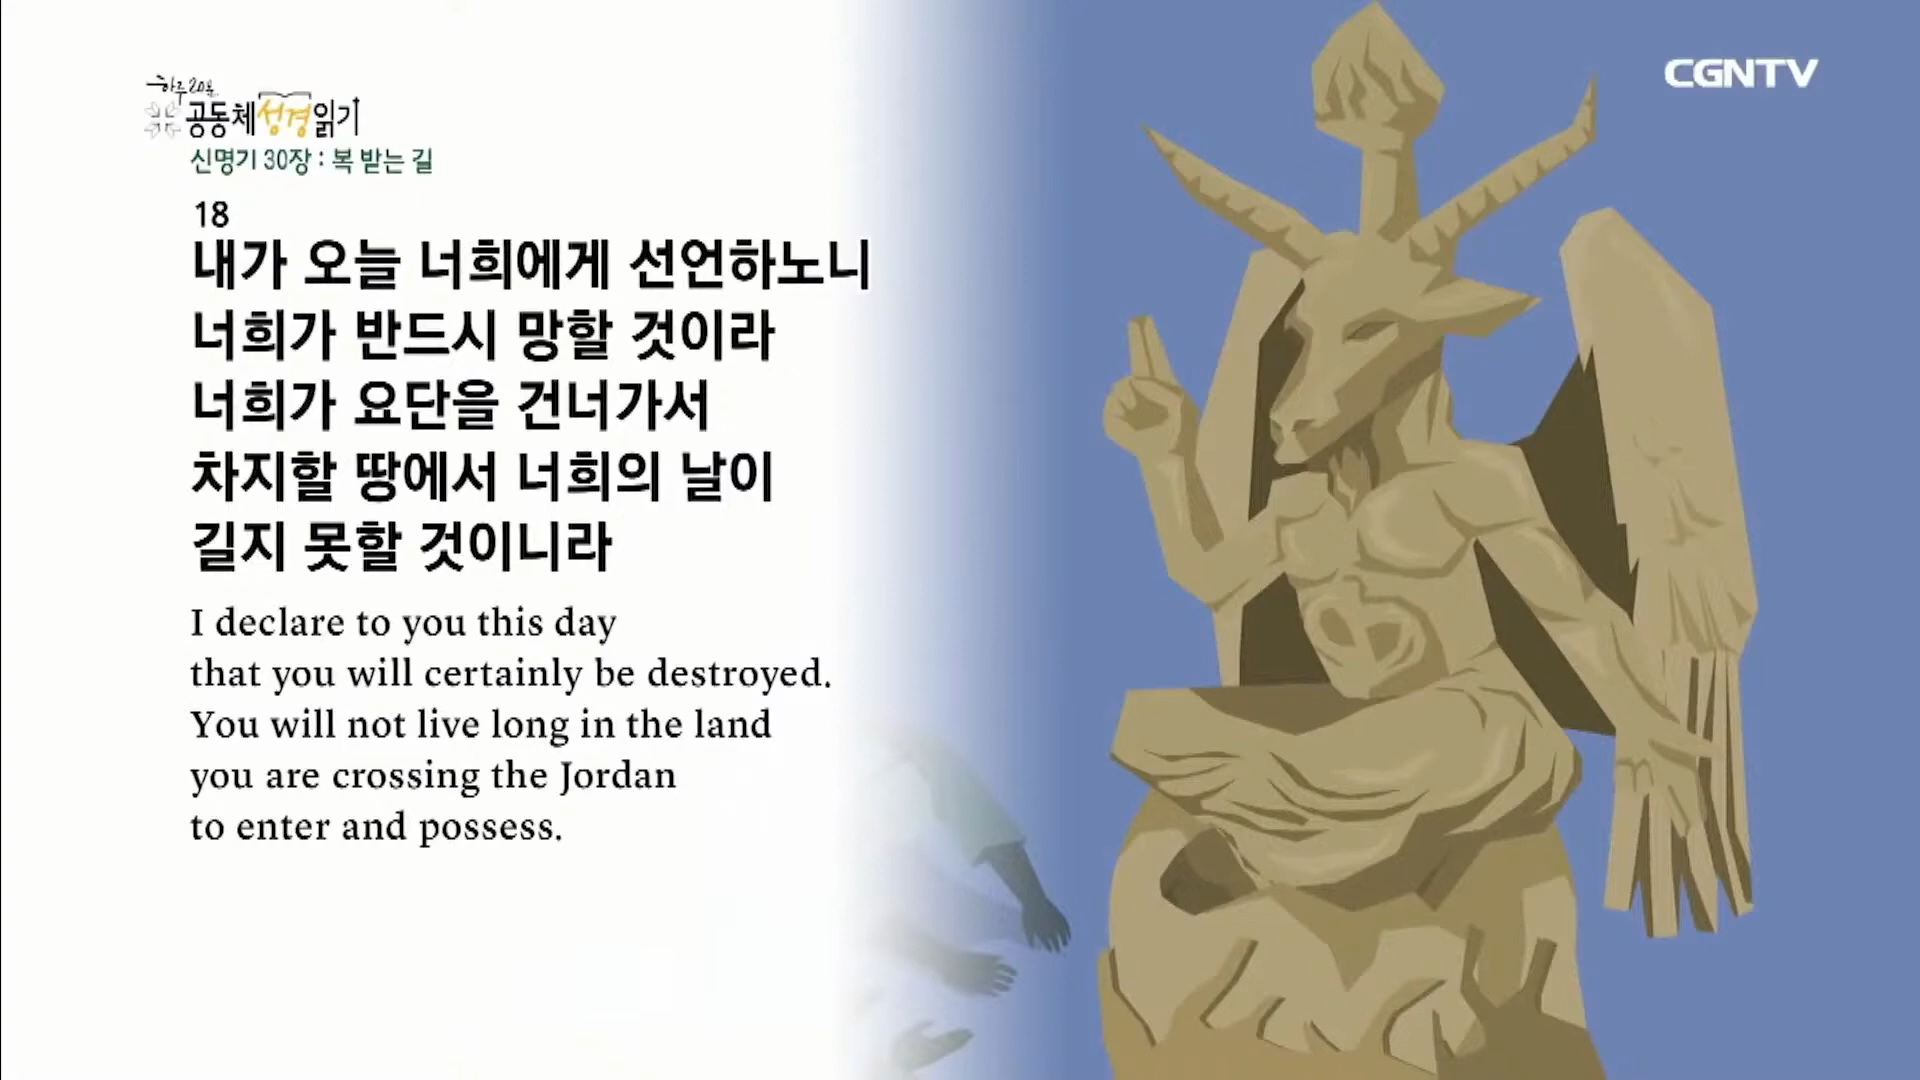 하루 20분
공동체성경읽기
CGNTV
신명기 30장 : 복 받는 길
18
내가 오늘 너희에게 선언하노니
너희가 반드시 망할 것이라
너희가 요단을 건너가서
차지할 땅에서 너희의 날이
길지 못할 것이니라
I declare to you this day
that you will certainly be destroyed.
You will not live long in the land
you are crossing the Jordan
to enter and possess.